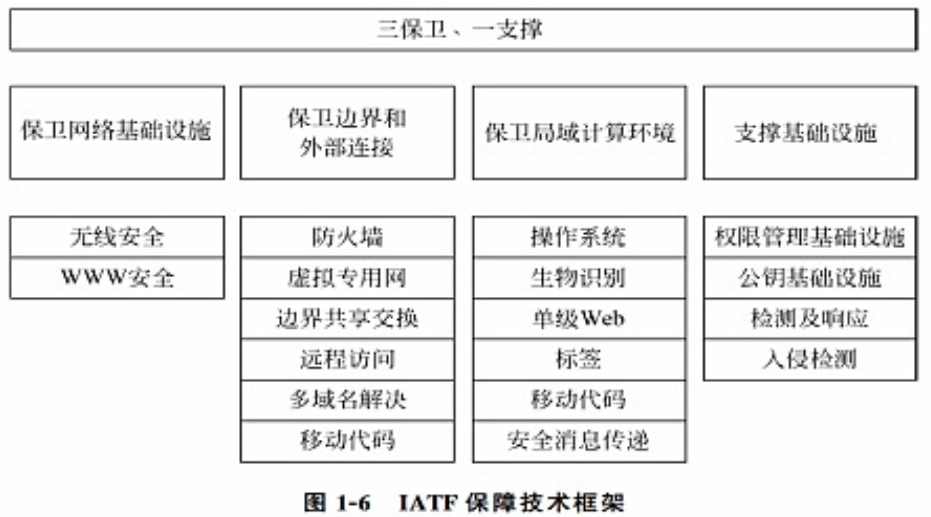 三保卫、一支撑
保卫网络基础设施
保卫边界和
外部连接
保卫局域计算环境
支撑基础设施
无线安全
WWW安全
防火墙
虚拟专用网
边界共享交换
远程访问
多域名解决
移动代码
操作系统
生物识别
单级Web
标签
移动代码
安全消息传递
权限管理基础设施
公钥基础设施
检测及响应
入侵检测
图 1-6 IATF 保障技术框架